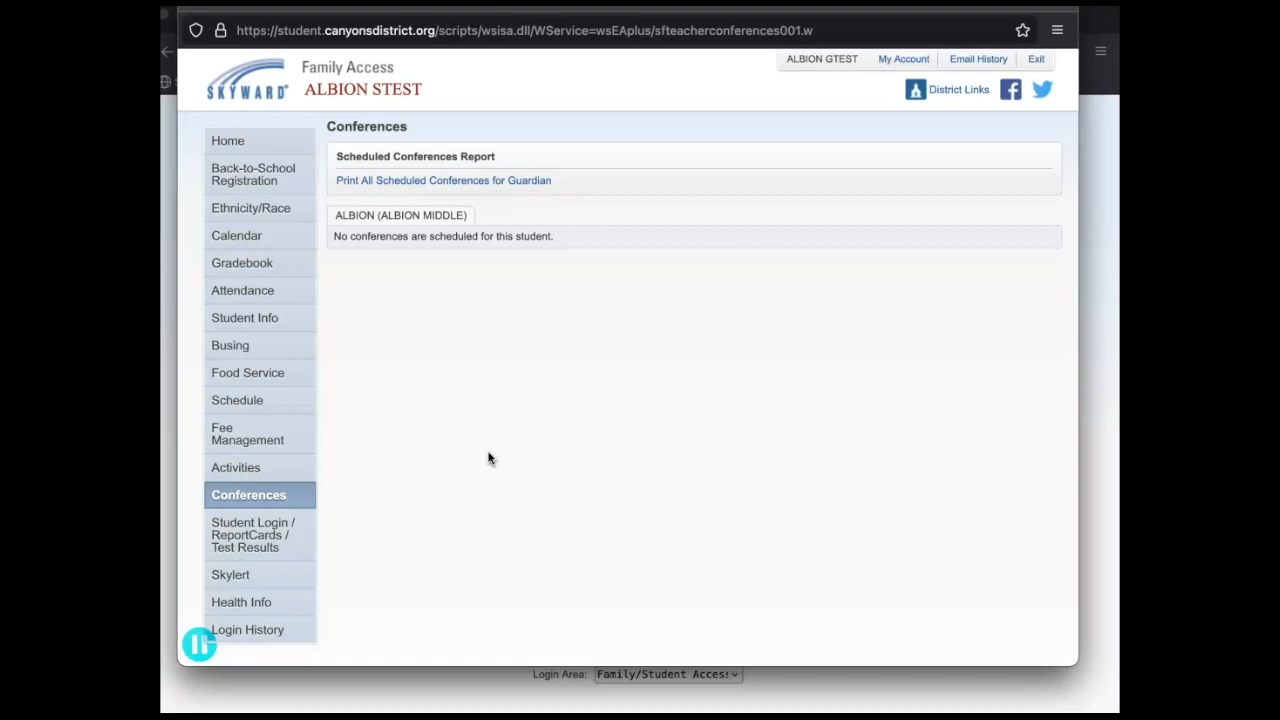 https://student.canyonsdistrict.org/scripts/wsisa.dll/WService=wsEAplus/sfteacherconferences001.w
ALBION GTEST
My Account
Email History
Exit
SKYWARD®
Family Access
ALBION STEST
District Links
Home
Back-to-School
Registration
Ethnicity/Race
Calendar
Gradebook
Attendance
Student Info
Busing
Food Service
Schedule
Fee
Management
Activities
Conferences
Student Login /
ReportCards /
Test Results
Skylert
Health Info
Login History
Conferences
Scheduled Conferences Report
Print All Scheduled Conferences for Guardian
ALBION (ALBION MIDDLE)
No conferences are scheduled for this student.
Login Area:
Family/Student Access